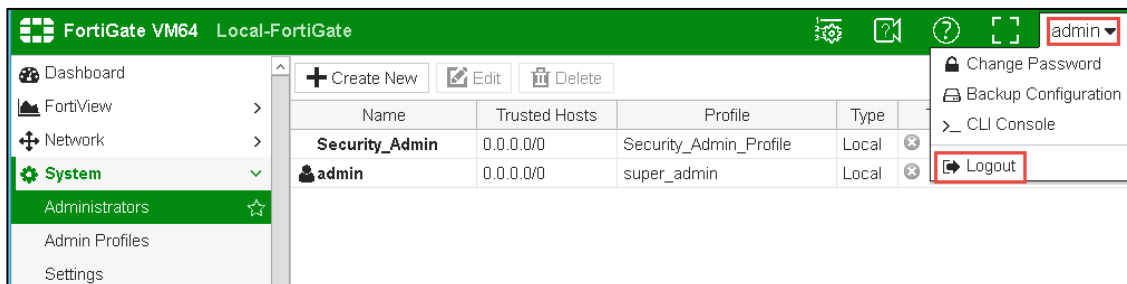 FortiGate VM64 Local-FortiGate admin
Dashboard
FortiView
Network
System
Administrators
Admin Profiles
Settings
Create New Edit Delete
Name Trusted Hosts Profile Type
Security_Admin 0.0.0.0/0 Security_Admin_Profile Local
admin 0.0.0.0/0 super_admin Local
Change Password
Backup Configuration
>_ CLI Console
Logout